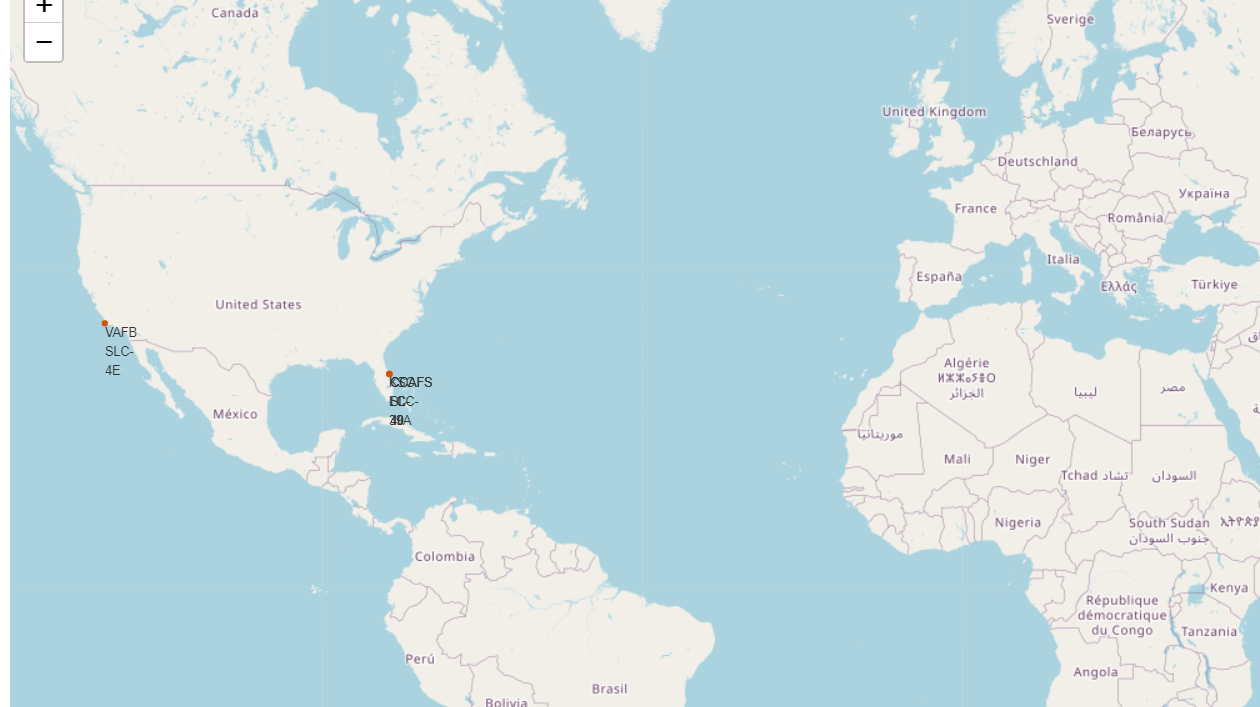 +
Canada
−
Sverige
United Kingdom
Беларусь
Deutschland
Україна
France
România
Italia
España
Ελλάς
Türkiye
United States
VAFB
SLC-
4E
Algérie
ⵍⵣⵣⴰⵢⴻⵔ
الجزائر
ليبيا
مصر
México
موريتانيا
Mali
Niger
Tchad تشاد
السودان
Nigeria
South Sudan
جنوب السودان
Colombia
Kenya
République
démocratique
du Congo
Tanzania
Perú
Angola
Brasil
Bolivia